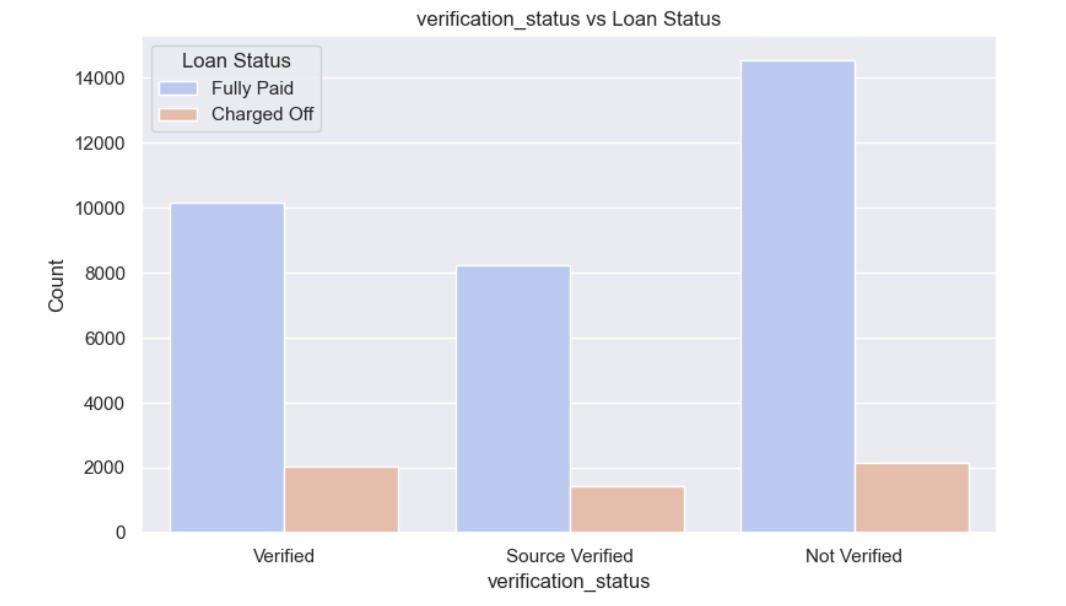 verification_status vs Loan Status
Loan Status
Fully Paid
Charged Off
14000
12000
10000
8000
6000
4000
2000
0
Count
Verified
Source Verified
Not Verified
verification_status